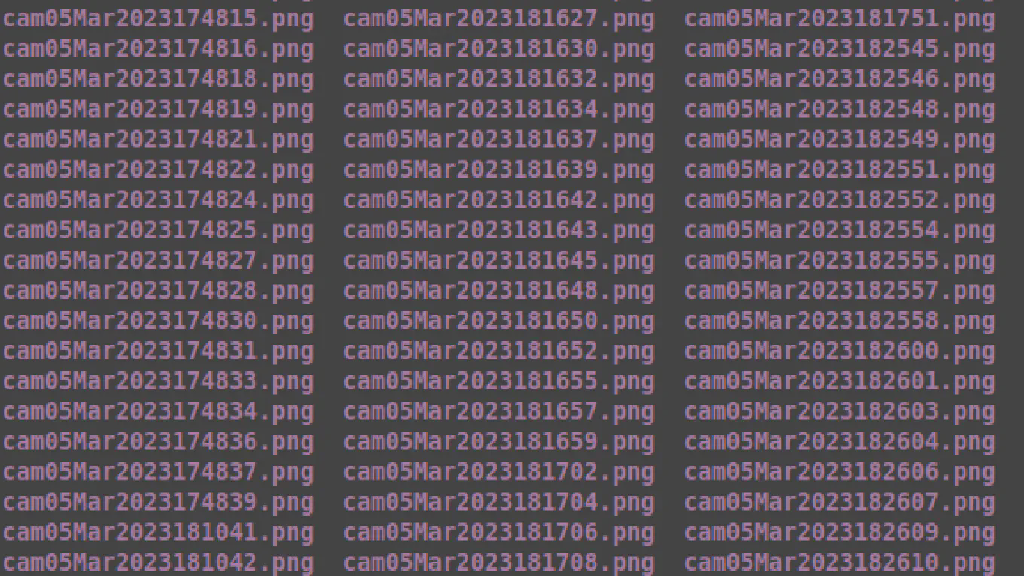 cam05Mar2023174815.png cam05Mar2023181627.png cam05Mar2023181751.png
cam05Mar2023174816.png cam05Mar2023181630.png cam05Mar2023182545.png
cam05Mar2023174818.png cam05Mar2023181632.png cam05Mar2023182546.png
cam05Mar2023174819.png cam05Mar2023181634.png cam05Mar2023182548.png
cam05Mar2023174821.png cam05Mar2023181637.png cam05Mar2023182549.png
cam05Mar2023174822.png cam05Mar2023181639.png cam05Mar2023182551.png
cam05Mar2023174824.png cam05Mar2023181642.png cam05Mar2023182552.png
cam05Mar2023174825.png cam05Mar2023181643.png cam05Mar2023182554.png
cam05Mar2023174827.png cam05Mar2023181645.png cam05Mar2023182555.png
cam05Mar2023174828.png cam05Mar2023181648.png cam05Mar2023182557.png
cam05Mar2023174830.png cam05Mar2023181650.png cam05Mar2023182558.png
cam05Mar2023174831.png cam05Mar2023181652.png cam05Mar2023182600.png
cam05Mar2023174833.png cam05Mar2023181655.png cam05Mar2023182601.png
cam05Mar2023174834.png cam05Mar2023181657.png cam05Mar2023182603.png
cam05Mar2023174836.png cam05Mar2023181659.png cam05Mar2023182604.png
cam05Mar2023174837.png cam05Mar2023181702.png cam05Mar2023182606.png
cam05Mar2023174839.png cam05Mar2023181704.png cam05Mar2023182607.png
cam05Mar2023181041.png cam05Mar2023181706.png cam05Mar2023182609.png
cam05Mar2023181042.png cam05Mar2023181708.png cam05Mar2023182610.png